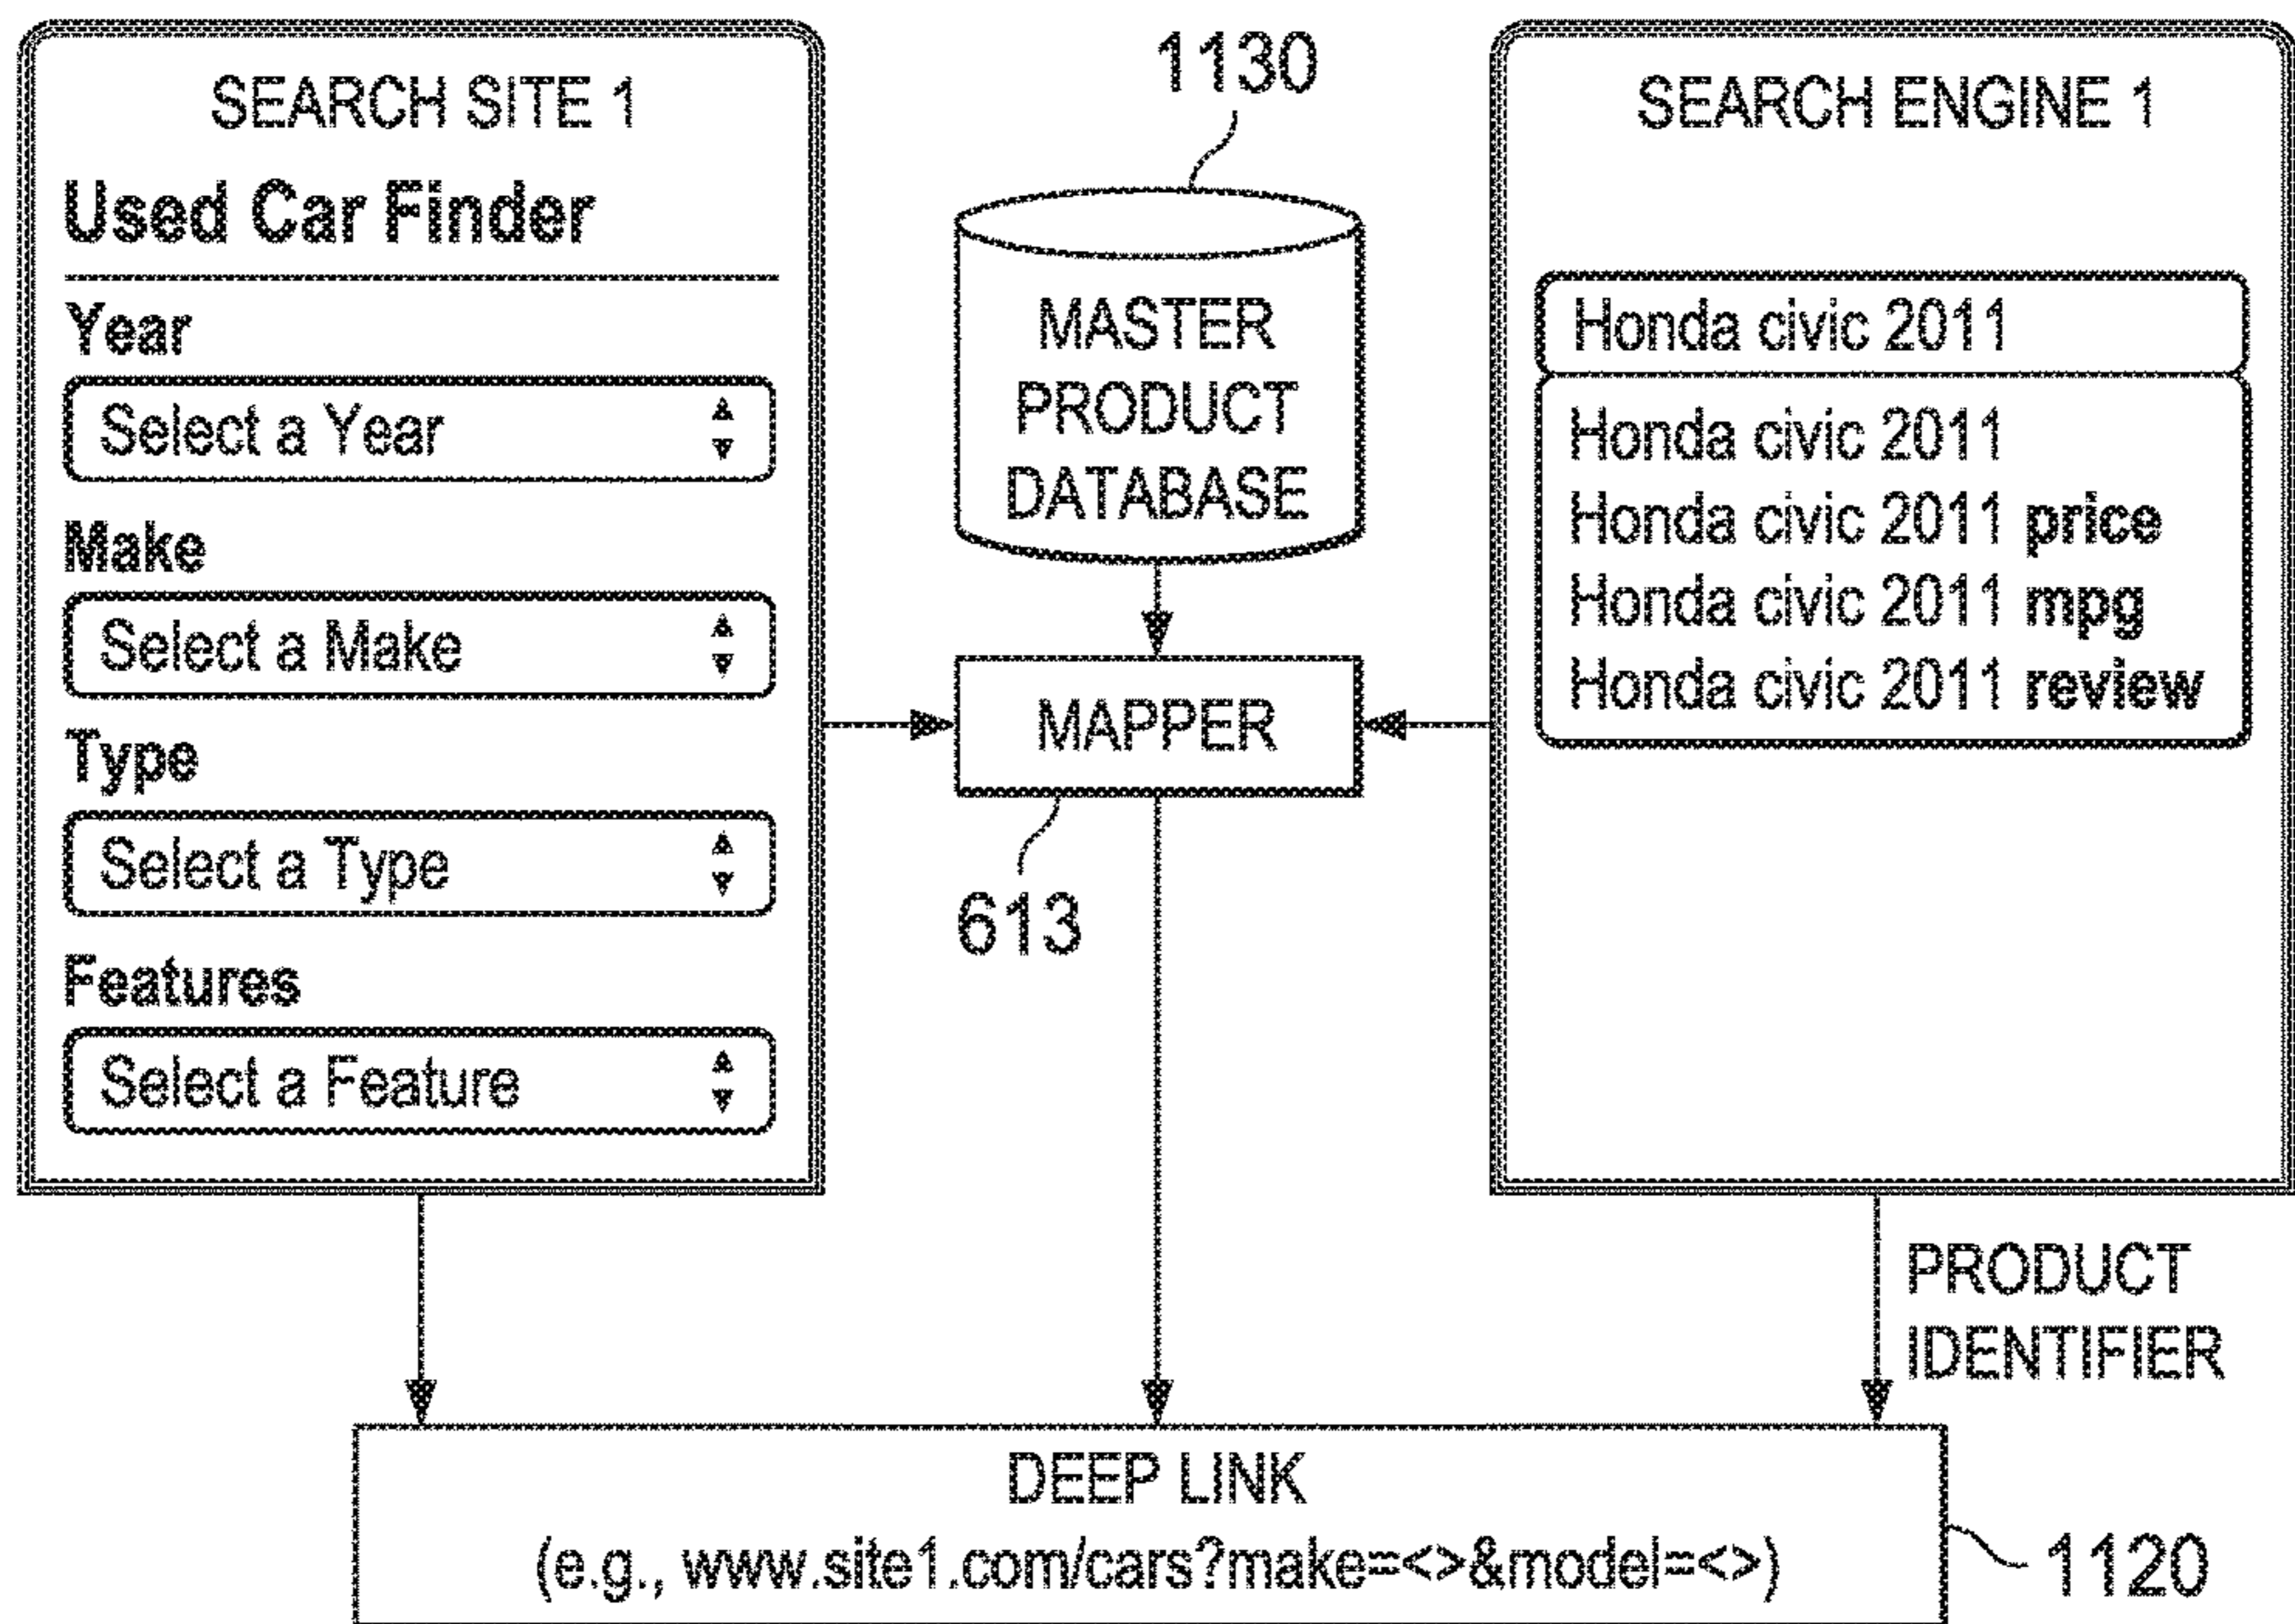 SEARCH SITE 1
Used Car Finder
Year
Select a Year
Make
Select a Make
Type
Select a Type
Features
Select a Feature
1130
MASTER
PRODUCT
DATABASE
MAPPER
613
SEARCH ENGINE 1
Honda civic 2011
Honda civic 2011
Honda civic 2011 price
Honda civic 2011 mpg
Honda civic 2011 review
PRODUCT
IDENTIFIER
DEEP LINK
(e.g., www.site1.com/cars?make=<>&model=<>)
1120